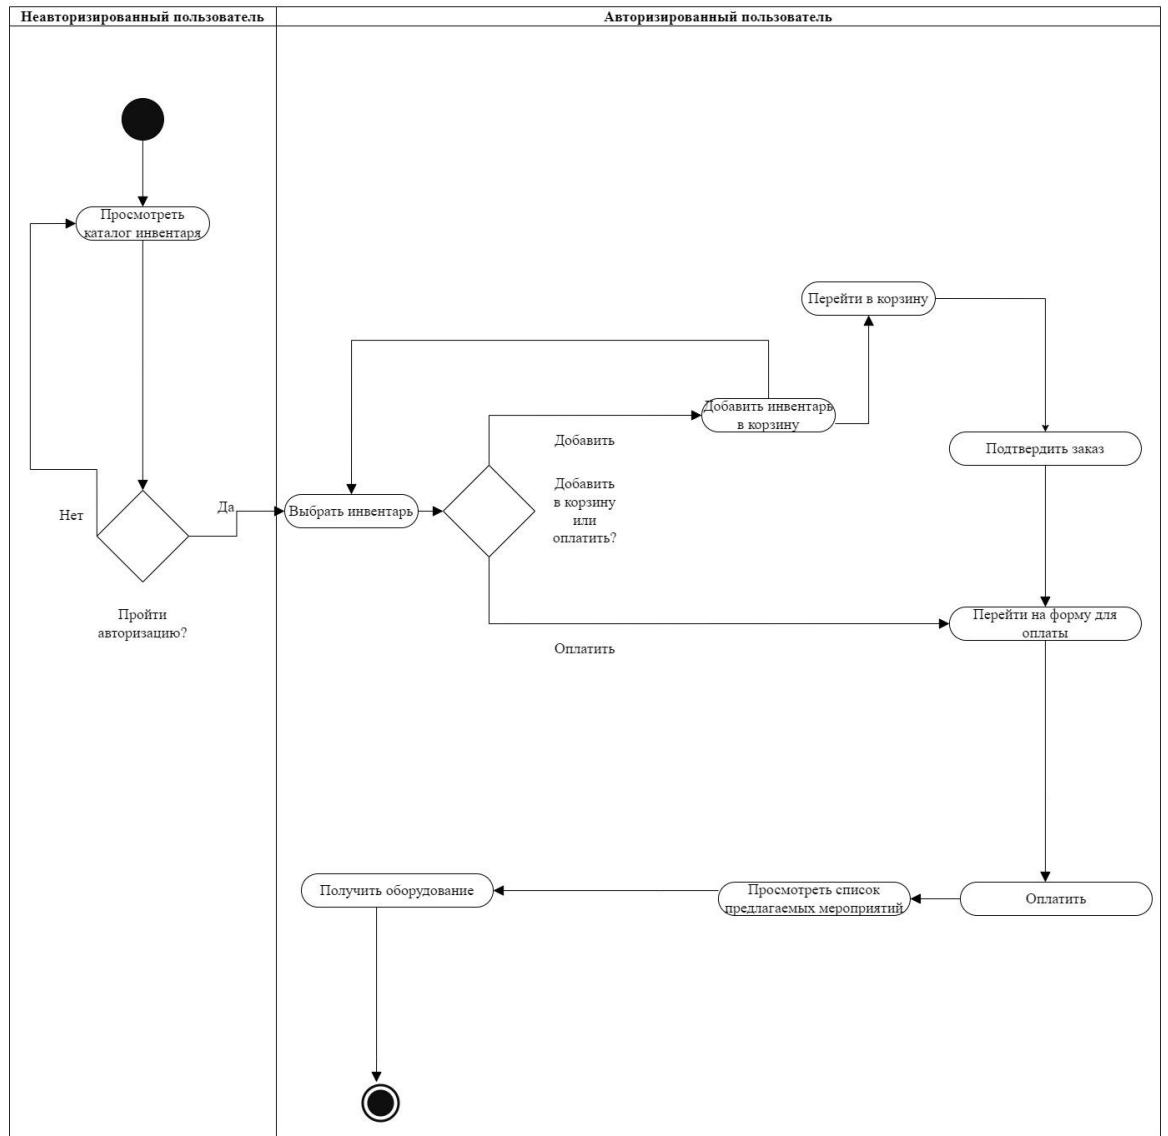 Неавторизированный пользователь
Авторизированный пользователь
Просмотреть
каталог инвентаря
Перейти в корзину
Добавить инвентарь
в корзину
Добавить
Подтвердить заказ
Добавить
в корзину
или
оплатить?
Да
Выбрать инвентарь
Нет
Пройти
авторизацию?
Перейти на форму для
оплаты
Оплатить
Получить оборудование
Просмотреть список
предлагаемых мероприятий
Оплатить